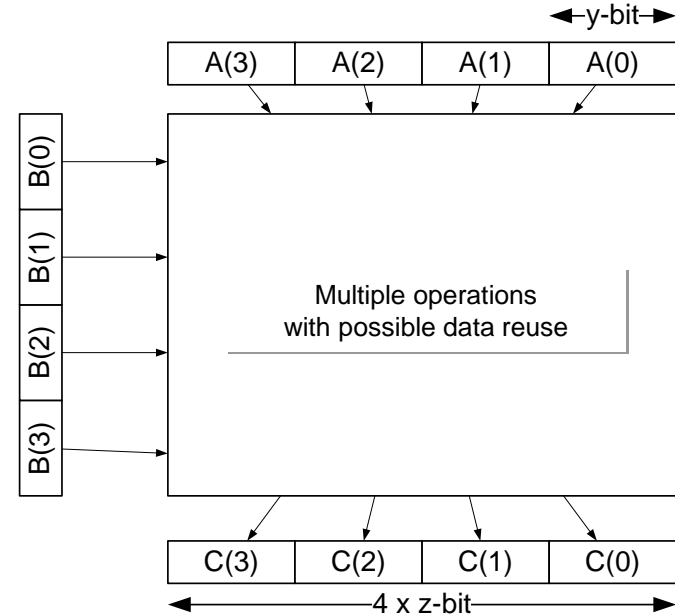 y-bit
A(3) A(2) A(1) A(0)
B(0)
B(1)
B(2)
B(3)
Multiple operations
with possible data reuse
C(3) C(2) C(1) C(0)
4 x z-bit